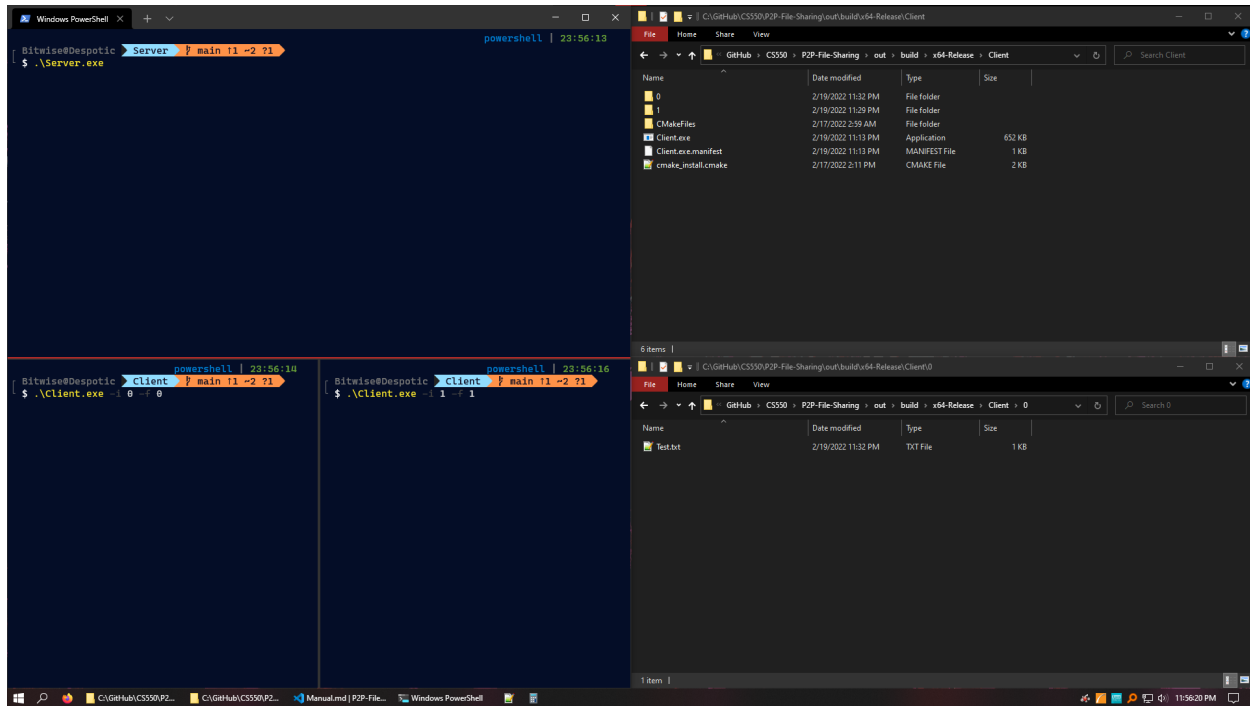 Windows PowerShell
powershell | 23:56:13
Bitwise@Despotic Server main !1 ~2 ?1
$ .\Server.exe
powershell | 23:56:14
Bitwise@Despotic Client main !1 ~2 ?1
$ .\Client.exe -i 0 -f 0
powershell | 23:56:16
Bitwise@Despotic Client main !1 ~2 ?1
$ .\Client.exe -i 1 -f 1
C:\GitHub\CS550\P2P-File-Sharing\out\build\x64-Release\Client
File Home Share View
GitHub > CS550 > P2P-File-Sharing > out > build > x64-Release > Client
Search Client
Name Date modified Type Size
0 2/19/2022 11:32 PM File folder
1 2/19/2022 11:29 PM File folder
CMakeFiles 2/17/2022 2:59 AM File folder
Client.exe 2/19/2022 11:13 PM Application 652 KB
Client.exe.manifest 2/19/2022 11:13 PM MANIFEST File 1 KB
cmake_install.cmake 2/17/2022 2:11 PM CMAKE File 2 KB
6 items
C:\GitHub\CS550\P2P-File-Sharing\out\build\x64-Release\Client\0
File Home Share View
GitHub > CS550 > P2P-File-Sharing > out > build > x64-Release > Client > 0
Search 0
Name Date modified Type Size
Test.txt 2/19/2022 11:32 PM TXT File 1 KB
1 item
C:\GitHub\CS550\P2... C:\GitHub\CS550\P2... Manual.md | P2P-File... Windows PowerShell 11:56:20 PM